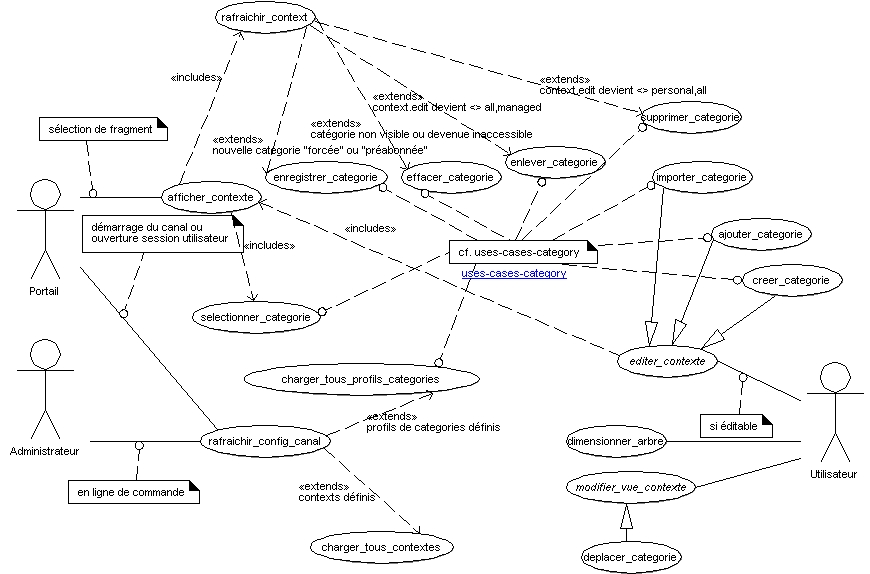 rafraichir_context
«includes»
«extends»
context.edit devient <> personal,all
«extends»
context.edit devient <> all,managed
supprimer_categorie
sélection de fragment
«extends»
catégorie non visible ou devenue inaccessible
«extends»
nouvelle catégorie "forcée" ou "préabonnée"
enlever_categorie
enregistrer_categorie
effacer_categorie
importer_categorie
afficher_contexte
démarrage du canal ou
ouverture session utilisateur
«includes»
«includes»
ajouter_categorie
cf. uses-cases-category
uses-cases-category
creer_categorie
Portail
selectionner_categorie
editer_contexte
charger_tous_profils_categories
«extends»
profils de categories définis
si éditable
rafraichir_config_canal
dimensionner_arbre
Administrateur
Utilisateur
en ligne de commande
«extends»
contexts définis
modifier_vue_contexte
charger_tous_contextes
deplacer_categorie